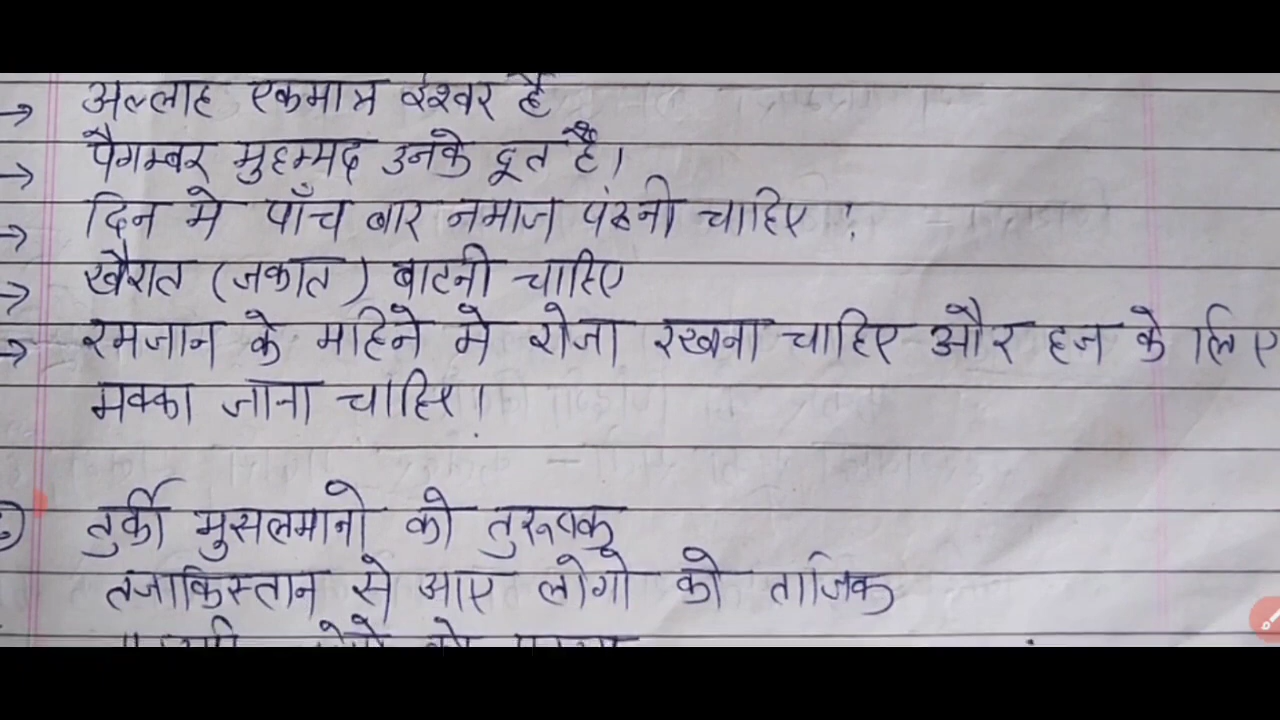 → अल्लाह एकमात्र ईश्वर है
→ पैगम्बर मुहम्मद उनके दूत है।
→ दिन मे पाँच बार नमाज पंढनी चाहिए :
→ खैरात (जकात) बाटनी चाहिए
→ रमजान के महिने मे रोजा रखना चाहिए और हज के लिए
मक्का जाना चाहिए।
तुर्की मुसलमानो को तुरूष्क
तजाकिस्तान से आए लोगो को ताजिक